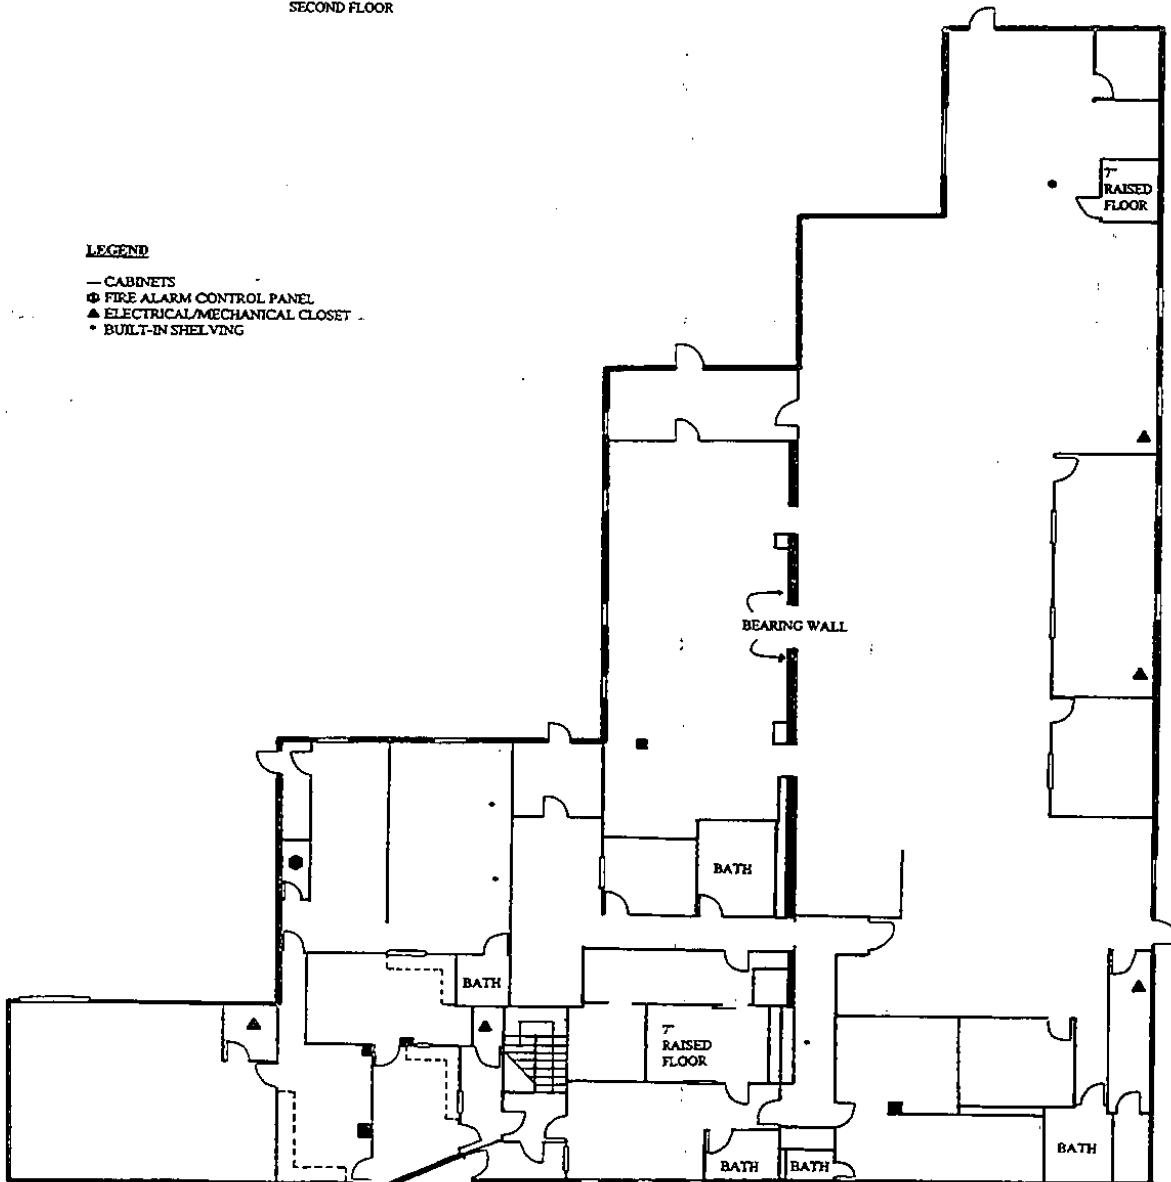 SECOND FLOOR
7"
RAISED
FLOOR
LEGEND
— CABINETS
FIRE ALARM CONTROL PANEL
▲ ELECTRICAL/MECHANICAL CLOSET
• BUILT-IN SHELVING
BEARING WALL
BATH
BATH
7"
RAISED
FLOOR
BATH
BATH
BATH